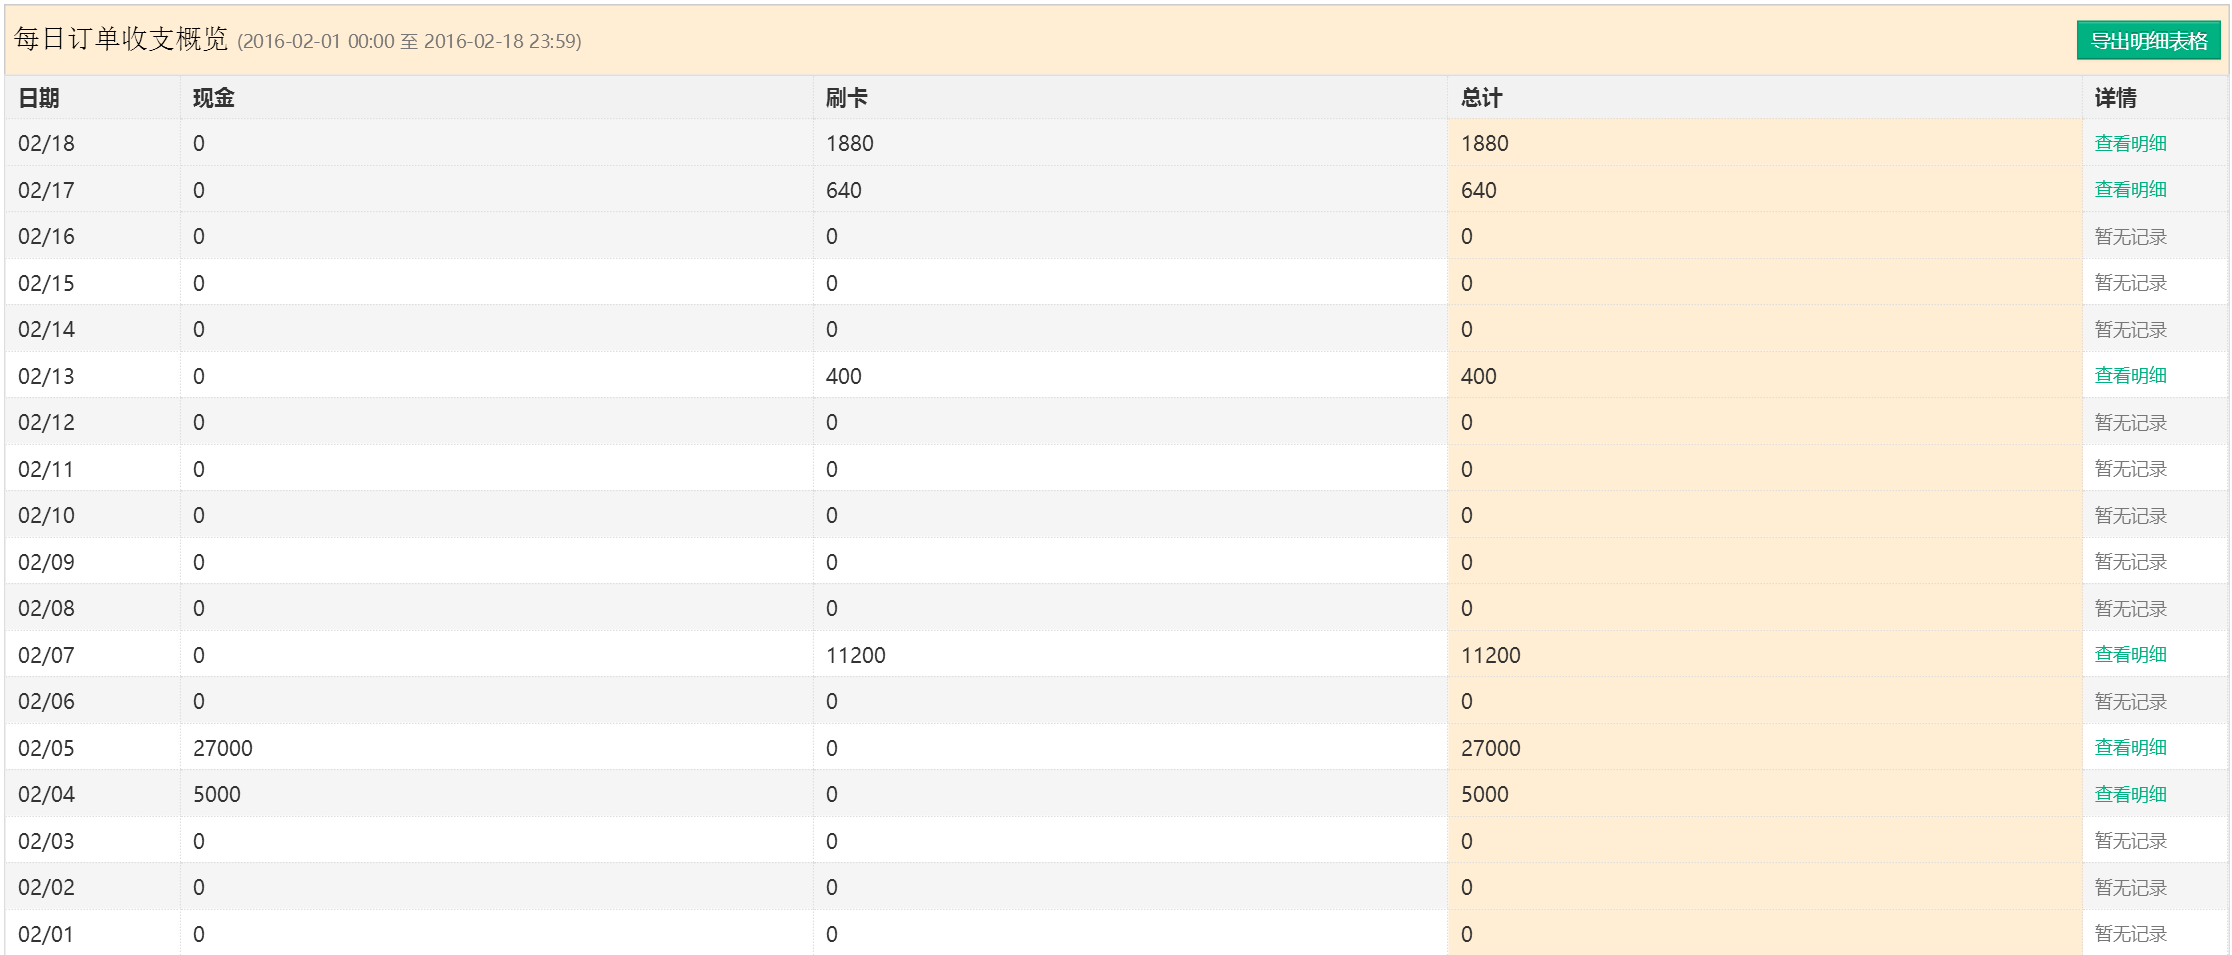 每日订单收支概览 (2016-02-01 00:00 至 2016-02-18 23:59) 导出明细表格
日期 现金 刷卡 总计 详情
02/18 0 1880 1880 查看明细
02/17 0 640 640 查看明细
02/16 0 0 0 暂无记录
02/15 0 0 0 暂无记录
02/14 0 0 0 暂无记录
02/13 0 400 400 查看明细
02/12 0 0 0 暂无记录
02/11 0 0 0 暂无记录
02/10 0 0 0 暂无记录
02/09 0 0 0 暂无记录
02/08 0 0 0 暂无记录
02/07 0 11200 11200 查看明细
02/06 0 0 0 暂无记录
02/05 27000 0 27000 查看明细
02/04 5000 0 5000 查看明细
02/03 0 0 0 暂无记录
02/02 0 0 0 暂无记录
02/01 0 0 0 暂无记录